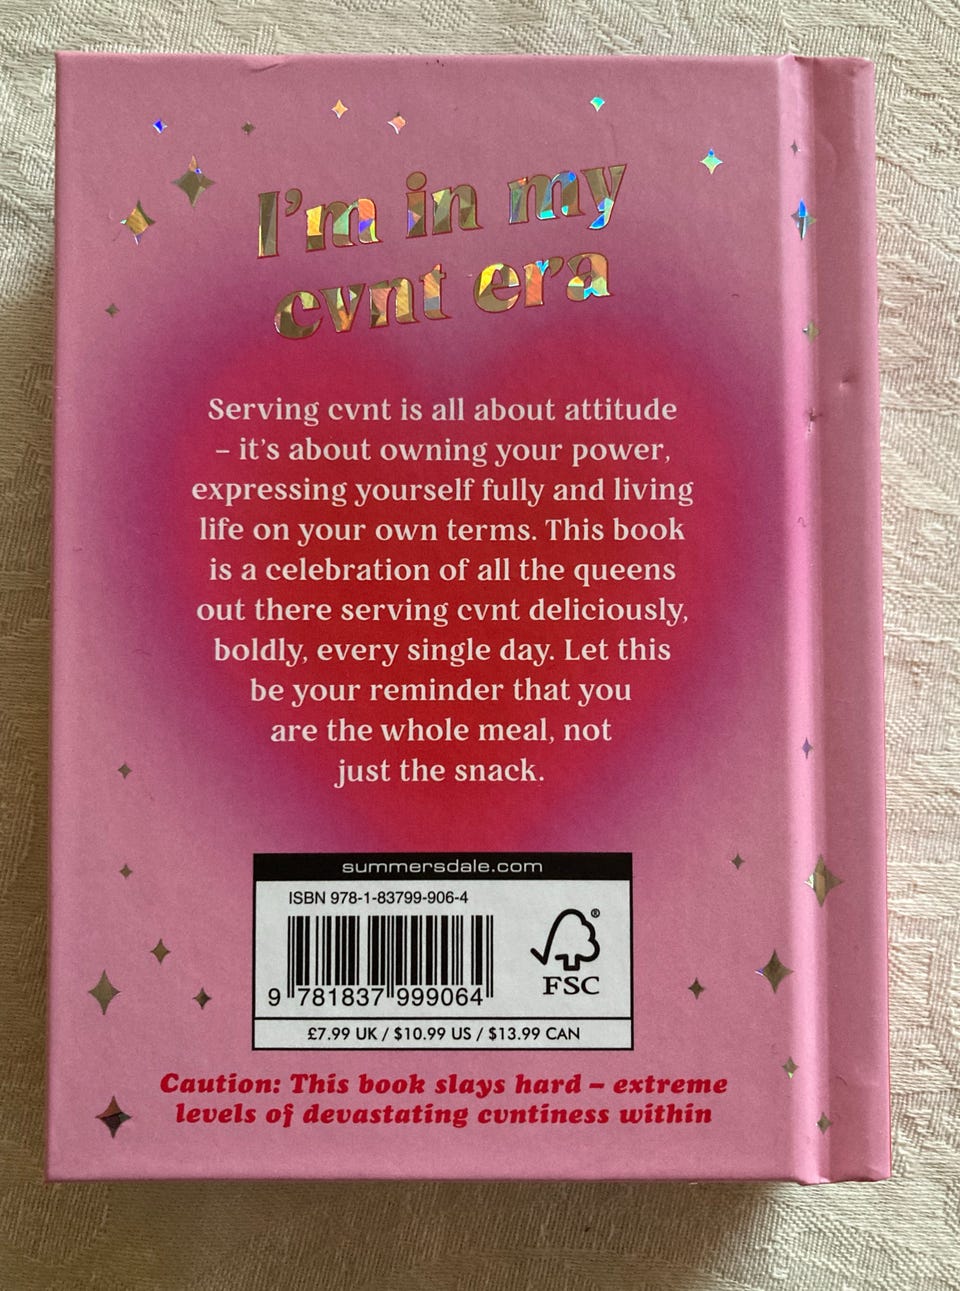 I'm in my
cvnt era
Serving cvnt is all about attitude
– it's about owning your power,
expressing yourself fully and living
life on your own terms. This book
is a celebration of all the queens
out there serving cvnt deliciously,
boldly, every single day. Let this
be your reminder that you
are the whole meal, not
just the snack.
summersdale.com
ISBN 978-1-83799-906-4
9 781837 999064
®
FSC
£7.99 UK / $10.99 US / $13.99 CAN
Caution: This book slays hard – extreme
levels of devastating cvntiness within